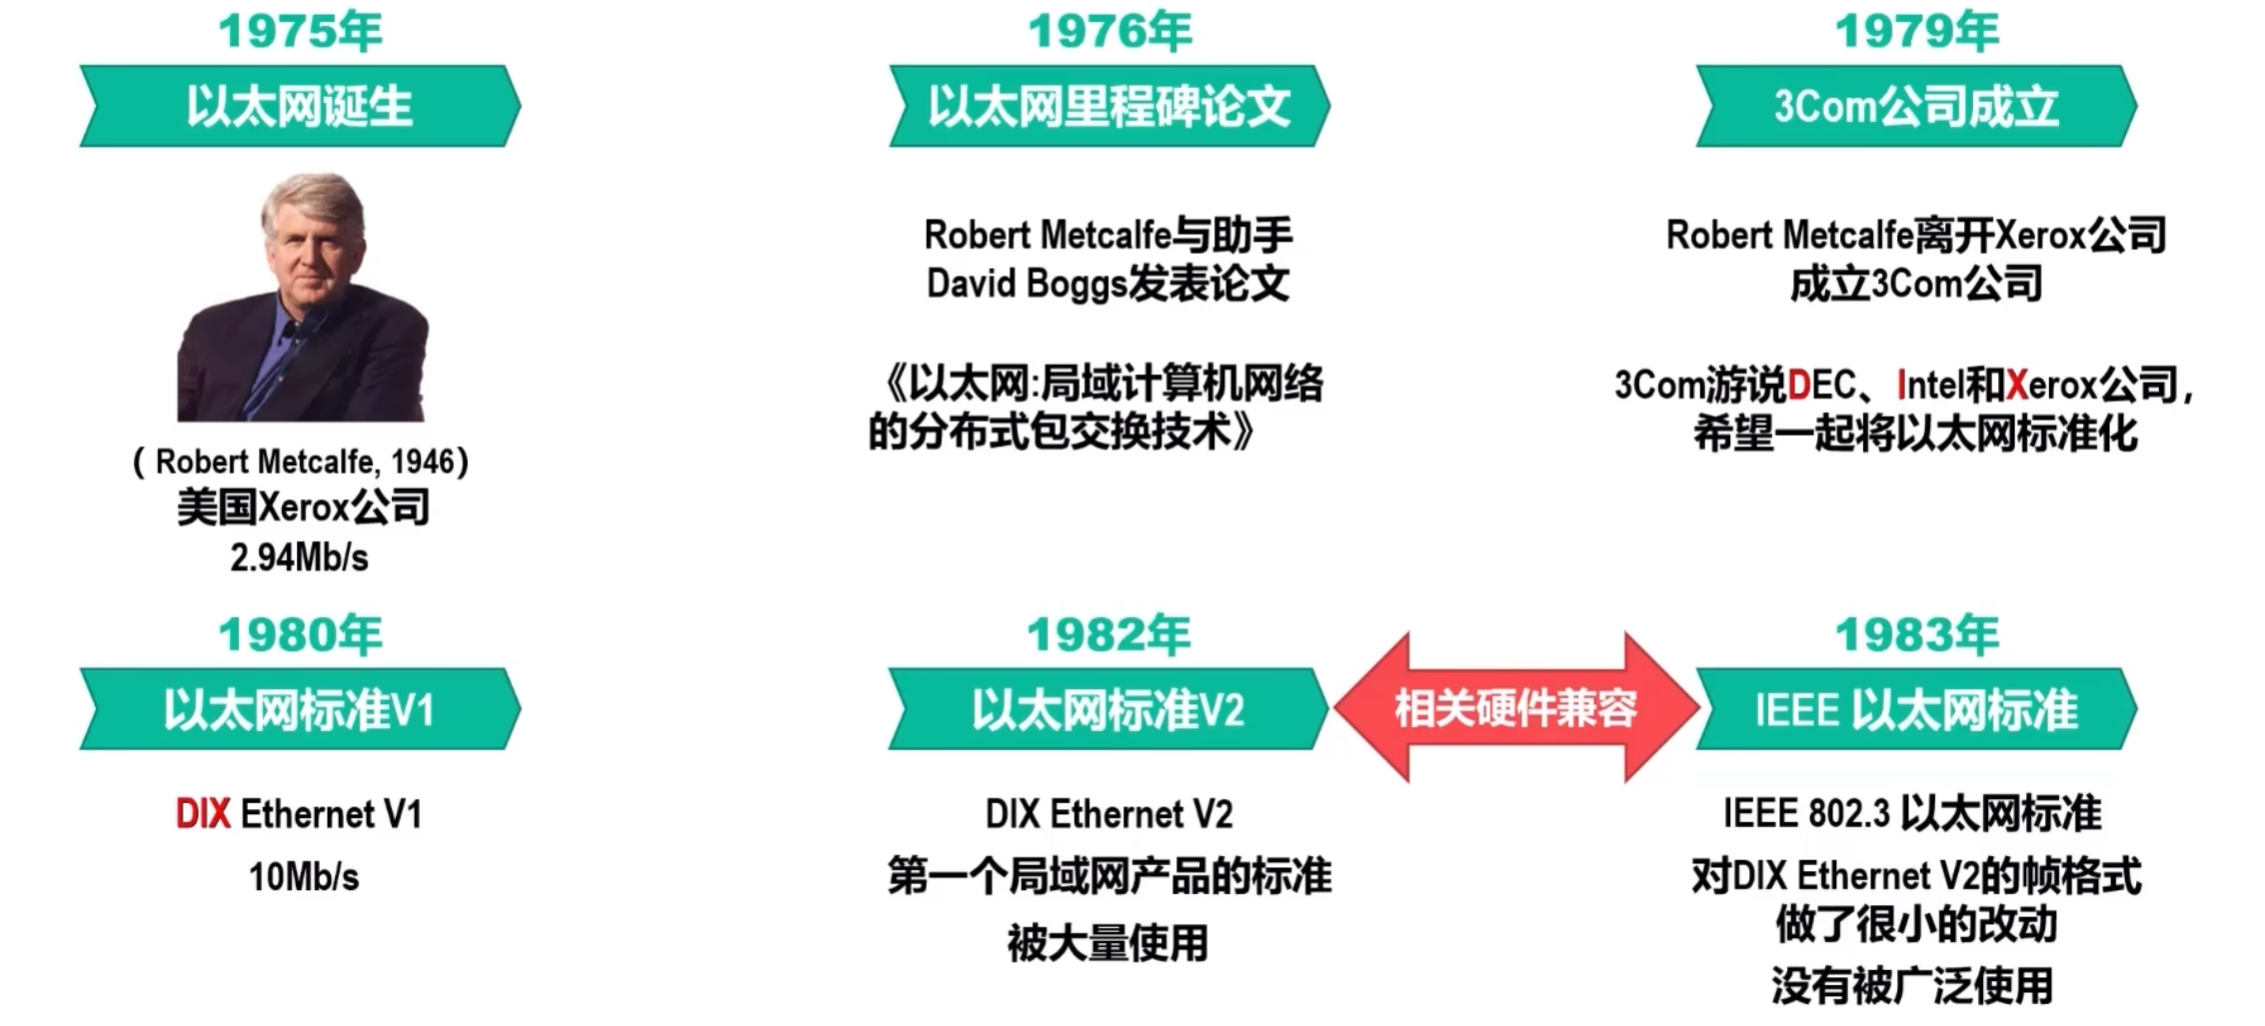 1975年
以太网诞生
(Robert Metcalfe, 1946)
美国Xerox公司
2.94Mb/s
1976年
以太网里程碑论文
Robert Metcalfe与助手
David Boggs发表论文
《以太网:局域计算机网络
的分布式包交换技术》
1979年
3Com公司成立
Robert Metcalfe离开Xerox公司
成立3Com公司
3Com游说DEC、Intel和Xerox公司,
希望一起将以太网标准化
1980年
以太网标准V1
DIX Ethernet V1
10Mb/s
1982年
以太网标准V2
DIX Ethernet V2
第一个局域网产品的标准
被大量使用
相关硬件兼容
1983年
IEEE 以太网标准
IEEE 802.3 以太网标准
对DIX Ethernet V2的帧格式
做了很小的改动
没有被广泛使用